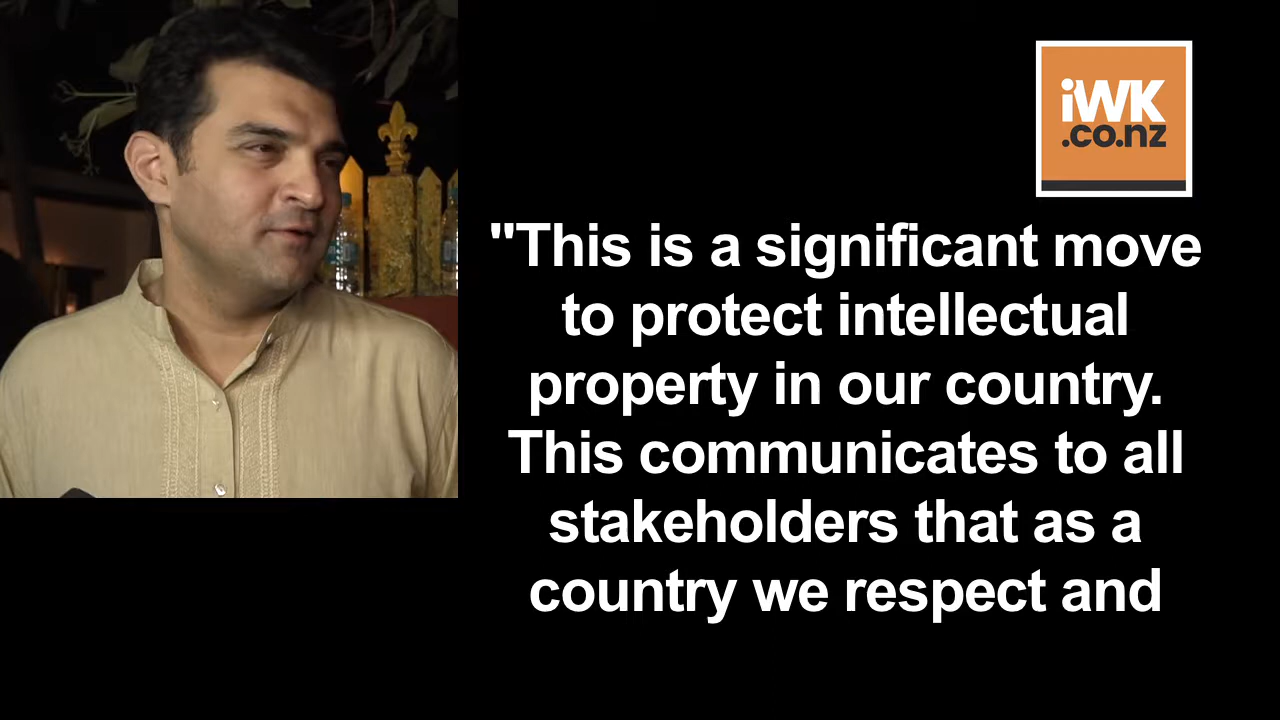 iWK
.co.nz
"This is a significant move
to protect intellectual
property in our country.
This communicates to all
stakeholders that as a
country we respect and